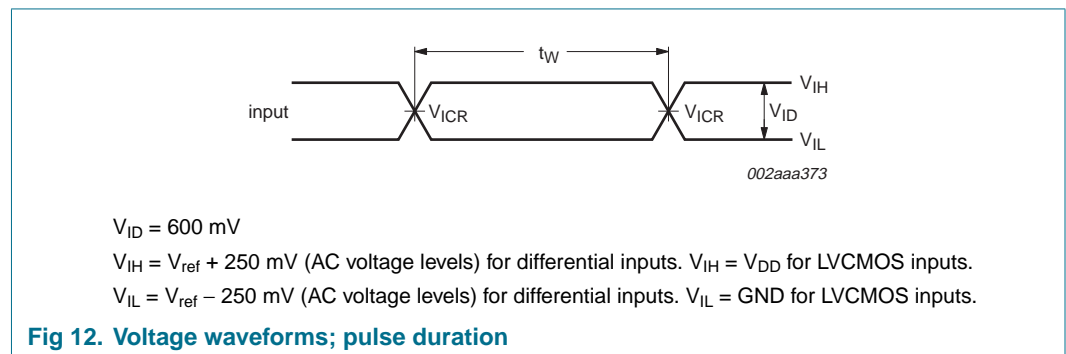 tW
input
VICR
VICR
VIH
VID
VIL
002aaa373
VID = 600 mV
VIH = Vref + 250 mV (AC voltage levels) for differential inputs. VIH = VDD for LVCMOS inputs.
VIL = Vref − 250 mV (AC voltage levels) for differential inputs. VIL = GND for LVCMOS inputs.
Fig 12. Voltage waveforms; pulse duration